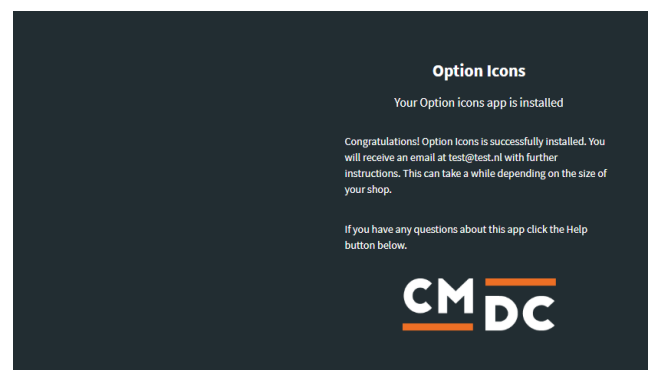 Option Icons
Your Option icons app is installed
Congratulations! Option Icons is successfully installed. You
will receive an email at test@test.nl with further
instructions. This can take a while depending on the size of
your shop.
If you have any questions about this app click the Help
button below.
CM
DC